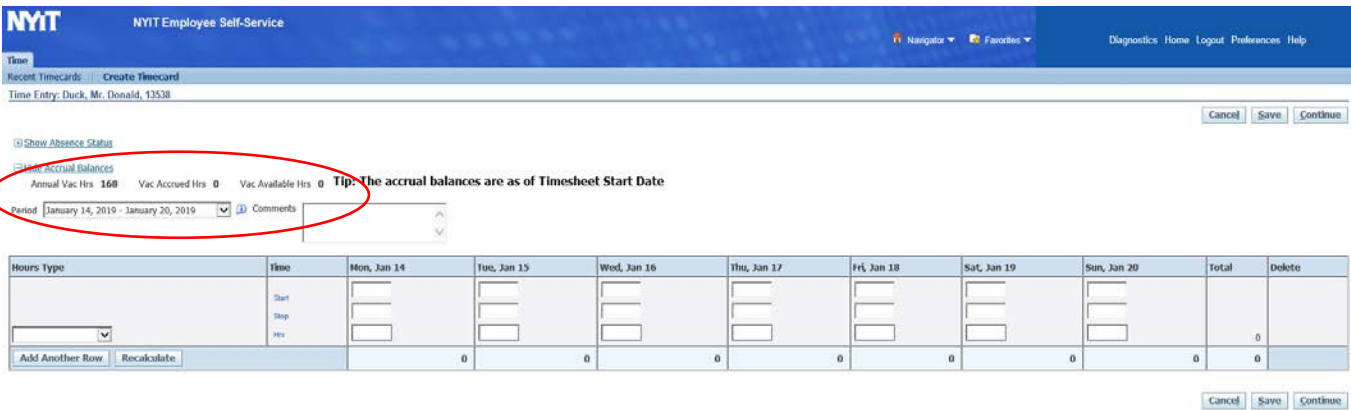 NYiT NYIT Employee Self-Service
Navigator Favorites Diagnostics Home Logout Preferences Help
Time
Recent Timecards | Create Timecard
Time Entry: Duck, Mr. Donald, 13538
Cancel Save Continue
Show Absence Status
Hide Accrual Balances
Annual Vac Hrs 160 Vac Accrued Hrs 0 Vac Available Hrs 0 Tip: The accrual balances are as of Timesheet Start Date
Period January 14, 2019 - January 20, 2019 Comments
Hours Type Time Mon, Jan 14 Tue, Jan 15 Wed, Jan 16 Thu, Jan 17 Fri, Jan 18 Sat, Jan 19 Sun, Jan 20 Total Delete
Start
Stop
Hrs 0
Add Another Row Recalculate 0 0 0 0 0 0 0 0
Cancel Save Continue